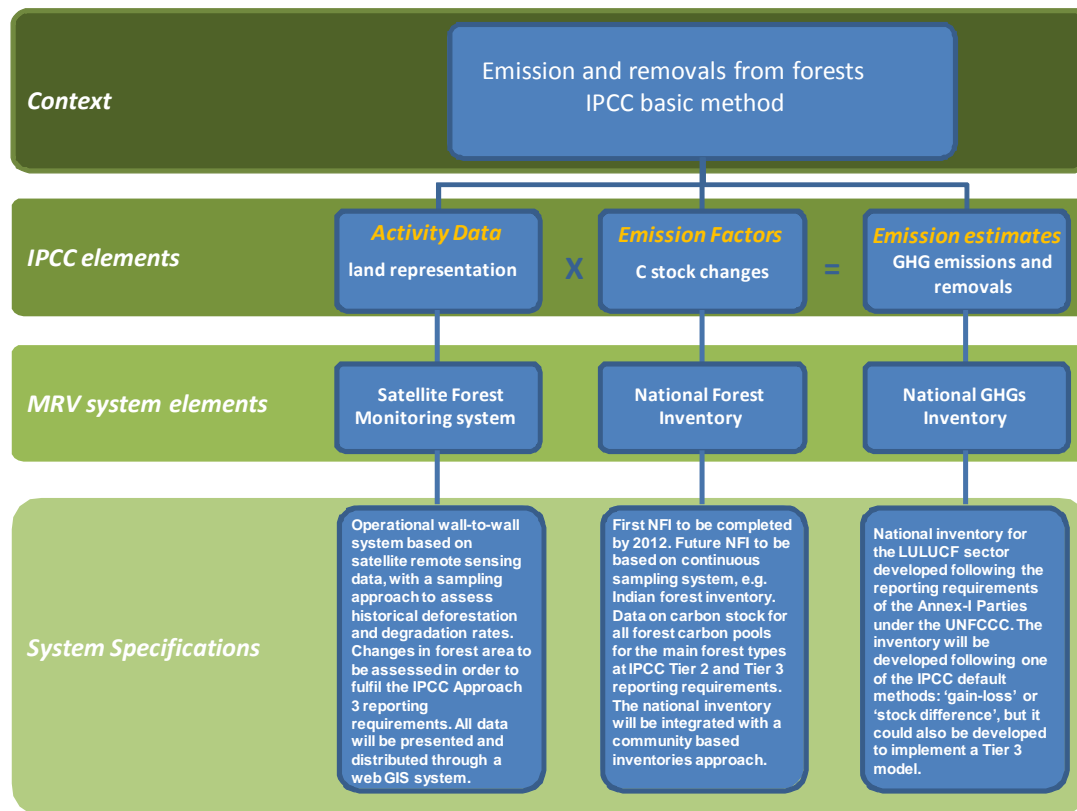 Context
Emission and removals from forests
IPCC basic method
IPCC elements
Activity Data
land representation
X
Emission Factors
C stock changes
=
Emission estimates
GHG emissions and
removals
MRV system elements
Satellite Forest
Monitoring system
National Forest
Inventory
National GHGs
Inventory
System Specifications
Operational wall-to-wall
system based on
satellite remote sensing
data, with a sampling
approach to assess
historical deforestation
and degradation rates.
Changes in forest area to
be assessed in order to
fulfil the IPCC Approach
3 reporting
requirements. All data
will be presented and
distributed through a
web GIS system.
First NFI to be completed
by 2012. Future NFI to be
based on continuous
sampling system, e.g.
Indian forest inventory.
Data on carbon stock for
all forest carbon pools
for the main forest types
at IPCC Tier 2 and Tier 3
reporting requirements.
The national inventory
will be integrated with a
community based
inventories approach.
National inventory for
the LULUCF sector
developed following the
reporting requirements
of the Annex-I Parties
under the UNFCCC. The
inventory will be
developed following one
of the IPCC default
methods: ‘gain-loss’ or
‘stock difference’, but it
could also be developed
to implement a Tier 3
model.